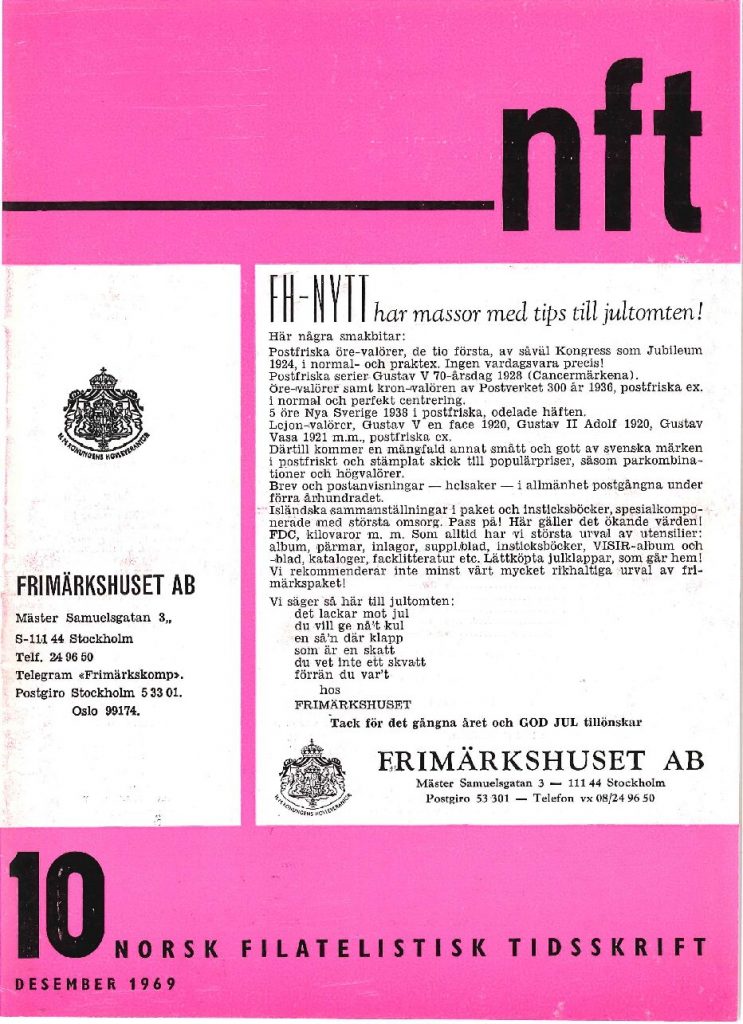 nft
H.M. KONUNGENS HOVLEVERANTÖR
FRIMÄRKSHUSET AB
Mäster Samuelsgatan 3,,
S-111 44 Stockholm
Telf. 24 96 50
Telegram «Frimärkskomp».
Postgiro Stockholm 5 33 01.
Oslo 99174.
FH-NYTT har massor med tips till jultomten!
Här några smakbitar:
Postfriska öre-valörer, de tio första, av såväl Kongress som Jubileum
1924, i normal- och praktex. Ingen vardagsvara precis!
Postfriska serier Gustav V 70-årsdag 1928 (Cancermärkena).
Öre-valörer samt kron-valören av Postverket 300 år 1936, postfriska ex.
i normal och perfekt centrering.
5 öre Nya Sverige 1938 i postfriska, odelade häften.
Lejon-valörer, Gustav V en face 1920, Gustav II Adolf 1920, Gustav
Vasa 1921 m.m., postfriska ex.
Därtill kommer en mångfald annat smått och gott av svenska märken
i postfriskt och stämplat skick till populärpriser, såsom parkombina-
tioner och högvalörer.
Brev och postanvisningar — helsaker — i allmänhet postgångna under
förra århundradet.
Isländska sammanställningar i paket och insticksböcker, spesialkompo-
nerade med största omsorg. Pass på! Här gäller det ökande värden!
FDC, kilovaror m. m. Som alltid har vi största urval av utensilier:
album, pärmar, inlagor, suppl.blad, insticksböcker, VISIR-album och
-blad, kataloger, facklitteratur etc. Lättköpta julklappar, som går hem!
Vi rekommenderar inte minst vårt mycket rikhaltiga urval av fri-
märkspaket!
Vi säger så här till jultomten:
det lackar mot jul
du vill ge nå't kul
en så'n där klapp
som är en skatt
du vet inte ett skvatt
förrän du var't
hos
FRIMÄRKSHUSET
Tack för det gångna året och GOD JUL tillönskar
H.M. KONUNGENS HOVLEVERANTÖR
FRIMÄRKSHUSET AB
Mäster Samuelsgatan 3 — 111 44 Stockholm
Postgiro 53 301 — Telefon vx 08/24 96 50
10 NORSK FILATELISTISK TIDSSKRIFT
DESEMBER 1969